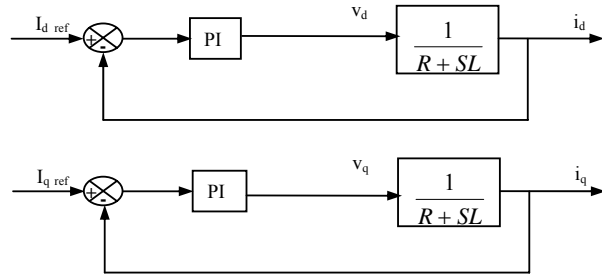 I_d ref
+
-
PI
v_d
1
R + SL
i_d
I_q ref
+
-
PI
v_q
1
R + SL
i_q